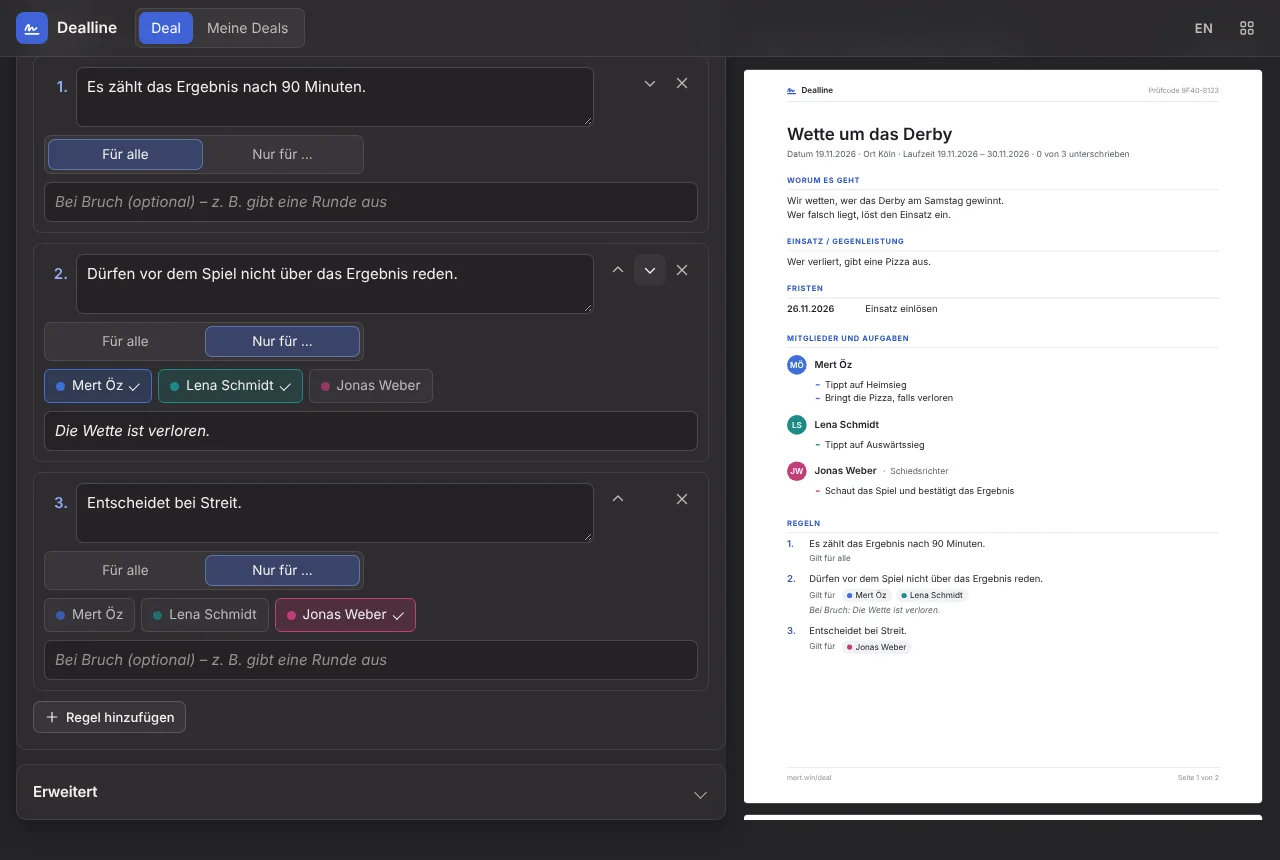 Dealline
Deal
Meine Deals
EN
1.
Es zählt das Ergebnis nach 90 Minuten.
Für alle
Nur für ...
Bei Bruch (optional) – z. B. gibt eine Runde aus
2.
Dürfen vor dem Spiel nicht über das Ergebnis reden.
Für alle
Nur für ...
Mert Öz
Lena Schmidt
Jonas Weber
Die Wette ist verloren.
3.
Entscheidet bei Streit.
Für alle
Nur für ...
Mert Öz
Lena Schmidt
Jonas Weber
Bei Bruch (optional) – z. B. gibt eine Runde aus
Regel hinzufügen
Erweitert
Dealline
Prüfcode 9F40-8123
Wette um das Derby
Datum 19.11.2026 · Ort Köln · Laufzeit 19.11.2026 – 30.11.2026 · 0 von 3 unterschrieben
WORUM ES GEHT
Wir wetten, wer das Derby am Samstag gewinnt.
Wer falsch liegt, löst den Einsatz ein.
EINSATZ / GEGENLEISTUNG
Wer verliert, gibt eine Pizza aus.
FRISTEN
26.11.2026 Einsatz einlösen
MITGLIEDER UND AUFGABEN
MÖ Mert Öz
– Tippt auf Heimsieg
– Bringt die Pizza, falls verloren
LS Lena Schmidt
– Tippt auf Auswärtssieg
JW Jonas Weber · Schiedsrichter
– Schaut das Spiel und bestätigt das Ergebnis
REGELN
1. Es zählt das Ergebnis nach 90 Minuten.
Gilt für alle
2. Dürfen vor dem Spiel nicht über das Ergebnis reden.
Gilt für Mert Öz Lena Schmidt
Bei Bruch: Die Wette ist verloren.
3. Entscheidet bei Streit.
Gilt für Jonas Weber
mert.win/deal
Seite 1 von 2